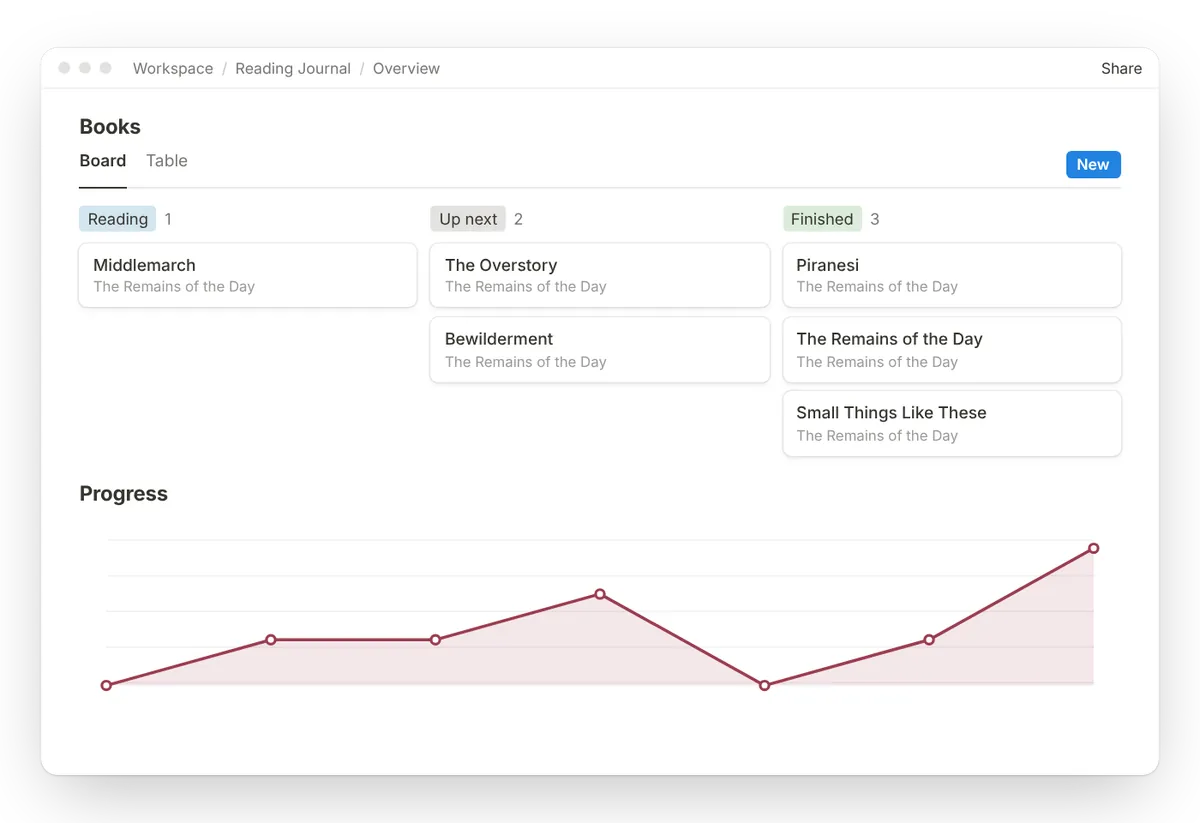 Workspace / Reading Journal / Overview
Share
Books
Board Table
New
Reading 1
Middlemarch
The Remains of the Day
Up next 2
The Overstory
The Remains of the Day
Bewilderment
The Remains of the Day
Finished 3
Piranesi
The Remains of the Day
The Remains of the Day
The Remains of the Day
Small Things Like These
The Remains of the Day
Progress